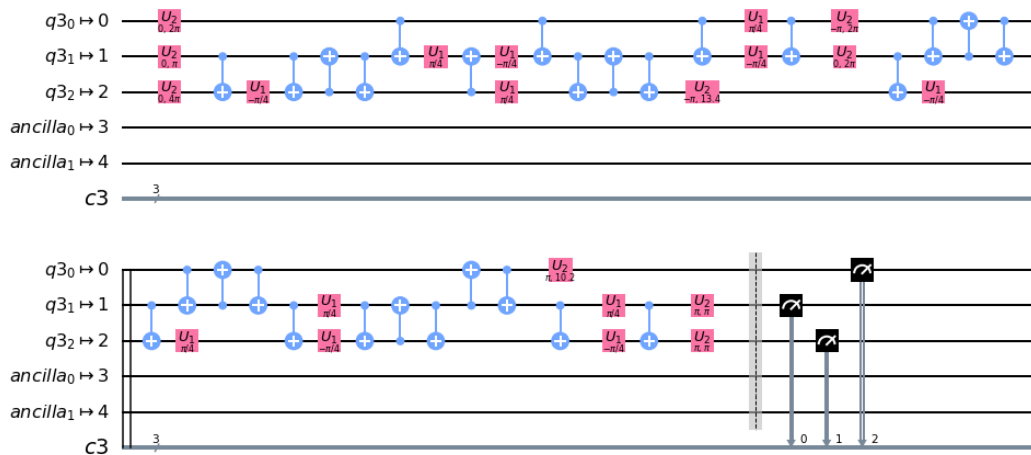 q3₀ ↦ 0 U₂ 0, 2π U₁ π/4 U₂ −π, 2π
q3₁ ↦ 1 U₂ 0, π U₁ π/4 U₁ −π/4 U₁ −π/4 U₂ 0, 2π
q3₂ ↦ 2 U₂ 0, 4π U₁ −π/4 U₁ π/4 U₂ −π, 13.4 U₁ −π/4
ancilla₀ ↦ 3
ancilla₁ ↦ 4
c3 3
q3₀ ↦ 0 U₂ π, 10.2
q3₁ ↦ 1 U₁ π/4 U₁ π/4 U₂ π, π
q3₂ ↦ 2 U₁ π/4 U₁ −π/4 U₁ −π/4 U₂ π, π
ancilla₀ ↦ 3
ancilla₁ ↦ 4
c3 3 0 1 2